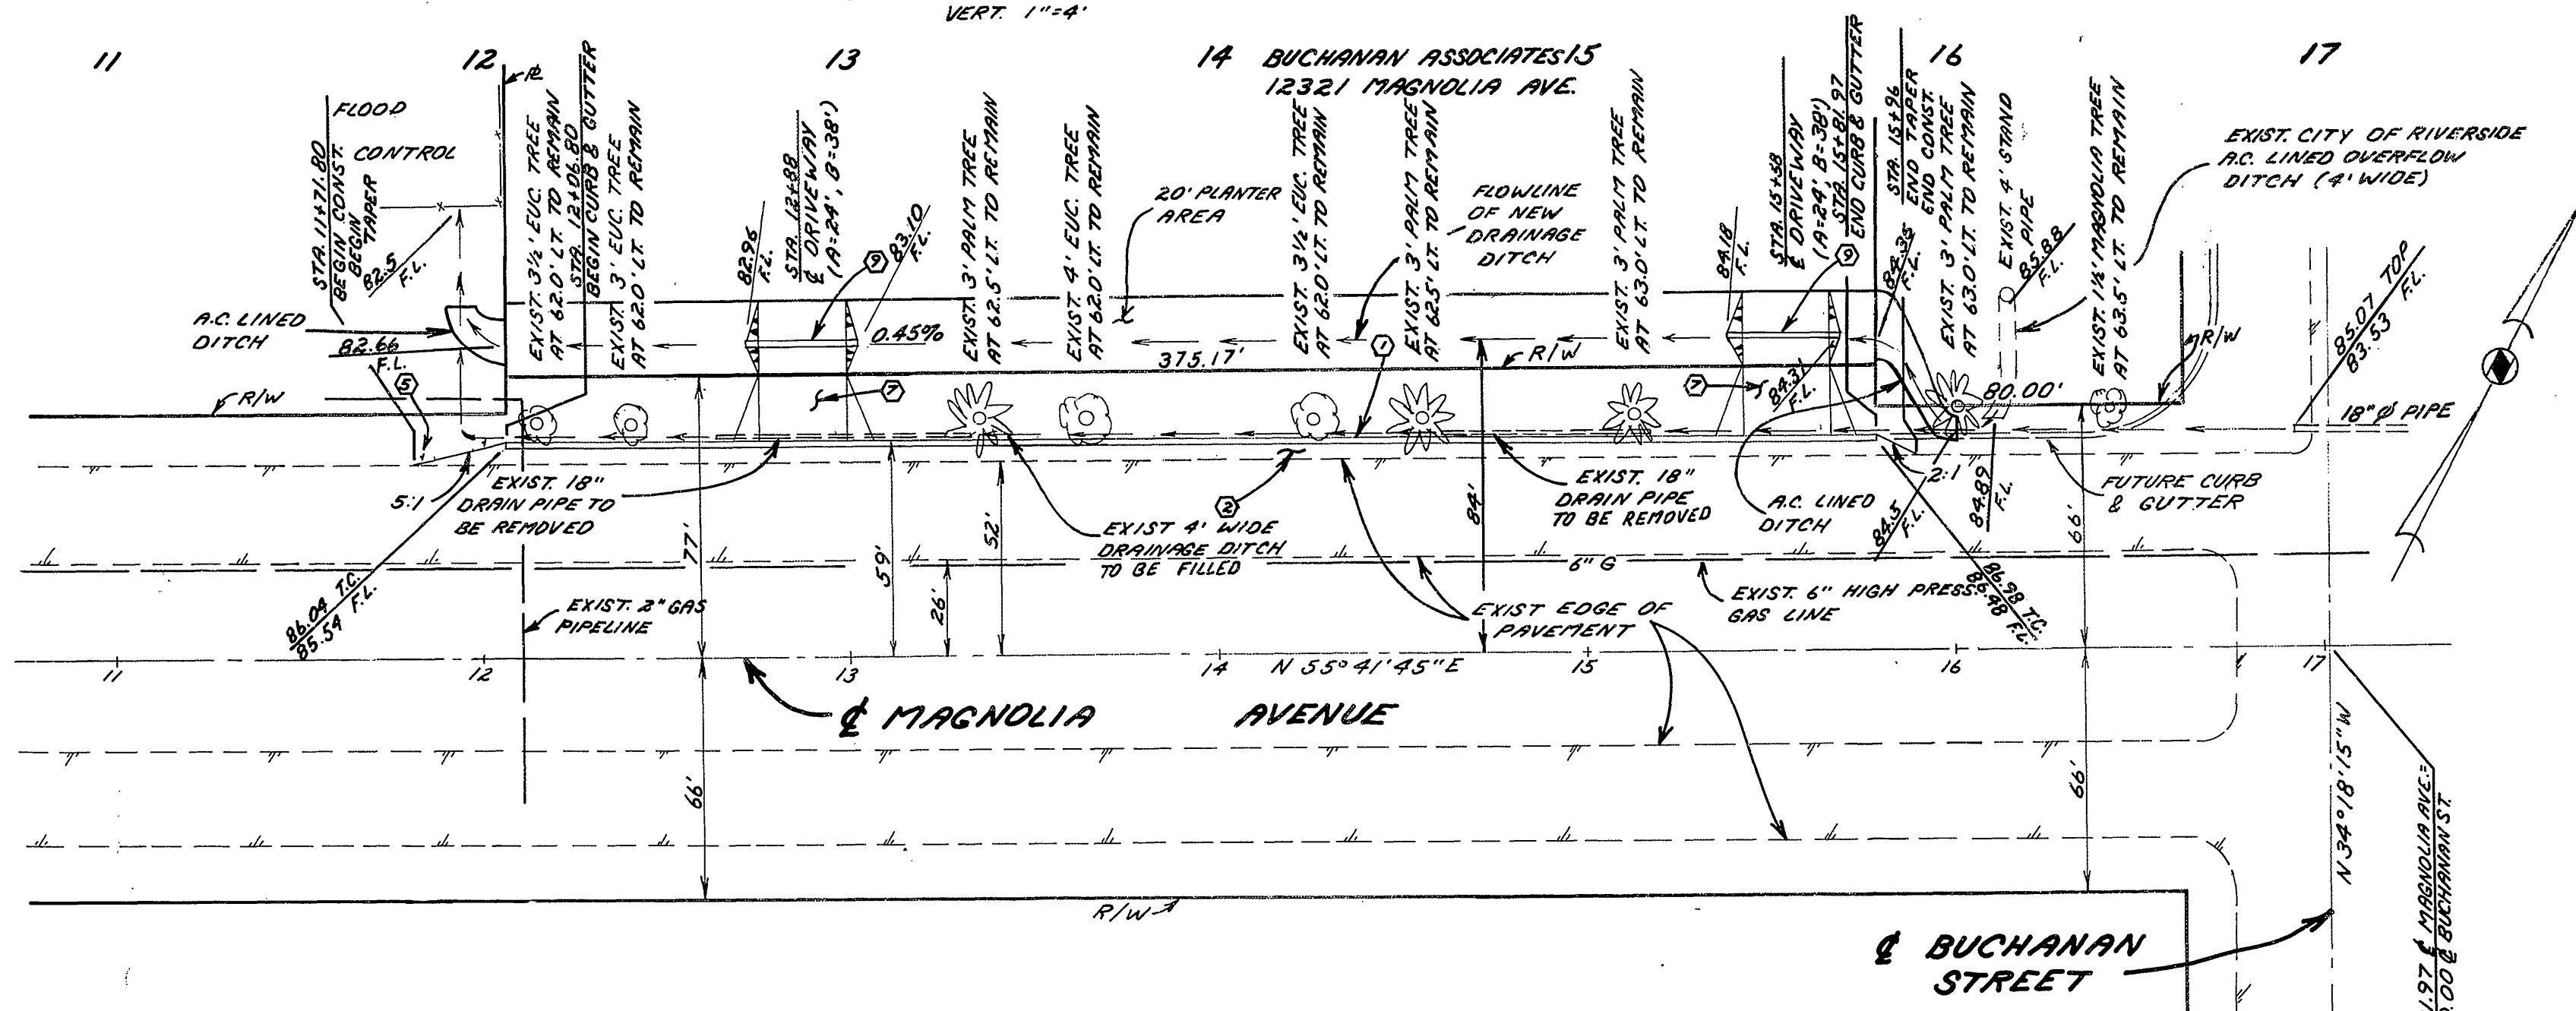 VERT. 1"=4'
11
12
13
14
BUCHANAN ASSOCIATES
15
16
17
12321 MAGNOLIA AVE.
STA. 11+71.80
BEGIN CONST.
BEGIN
TAPER
FLOOD
CONTROL
82.5
F.L.
EXIST. 3½' EUC. TREE
AT 62.0' LT. TO REMAIN
STA. 12+06.80
BEGIN CURB & GUTTER
EXIST. 3' EUC. TREE
AT 62.0' LT. TO REMAIN
82.96
F.L.
STA. 12+88
℄ DRIVEWAY
(A=24', B=38')
9
83.10
F.L.
EXIST. 3' PALM TREE
AT 62.5' LT. TO REMAIN
EXIST. 4' EUC. TREE
AT 62.0' LT. TO REMAIN
20' PLANTER
AREA
EXIST. 3½' EUC. TREE
AT 62.0' LT. TO REMAIN
EXIST. 3' PALM TREE
AT 62.5' LT. TO REMAIN
FLOWLINE
OF NEW
DRAINAGE
DITCH
EXIST. 3' PALM TREE
AT 63.0' LT. TO REMAIN
84.18
F.L.
STA. 15+58
℄ DRIVEWAY
(A=24', B=38')
STA. 15+81.97
END CURB & GUTTER
9
84.35
F.L.
STA. 15+96
END TAPER
END CONST.
EXIST. 3' PALM TREE
AT 63.0' LT. TO REMAIN
EXIST. 4' STAND
PIPE
85.88
F.L.
EXIST. 1½' MAGNOLIA TREE
AT 63.5' LT. TO REMAIN
EXIST. CITY OF RIVERSIDE
A.C. LINED OVERFLOW
DITCH (4' WIDE)
85.07 TOP
83.53 F.L.
A.C. LINED
DITCH
82.66
F.L.
5
R/W
0.45%
375.17'
1
R/W
7
7
84.31
F.L.
80.00'
R/W
18" ⌀ PIPE
5:1
EXIST. 18"
DRAIN PIPE TO
BE REMOVED
77'
59'
26'
52'
EXIST 4' WIDE
DRAINAGE DITCH
TO BE FILLED
2
84'
EXIST. 18"
DRAIN PIPE
TO BE REMOVED
A.C. LINED
DITCH
84.5
F.L.
2:1
84.89
F.L.
FUTURE CURB
& GUTTER
66'
86.04 T.C.
85.54 F.L.
EXIST. 2" GAS
PIPELINE
6" G
EXIST EDGE OF
PAVEMENT
EXIST. 6" HIGH PRESS.
GAS LINE
86.98 T.C.
86.48 F.L.
11
12
13
14
N 55° 41' 45" E
15
16
17
℄ MAGNOLIA AVENUE
66'
66'
N 34° 18' 15" W
R/W
℄ BUCHANAN
STREET
1.97 ℄ MAGNOLIA AVE.=
.00 ℄ BUCHANAN ST.